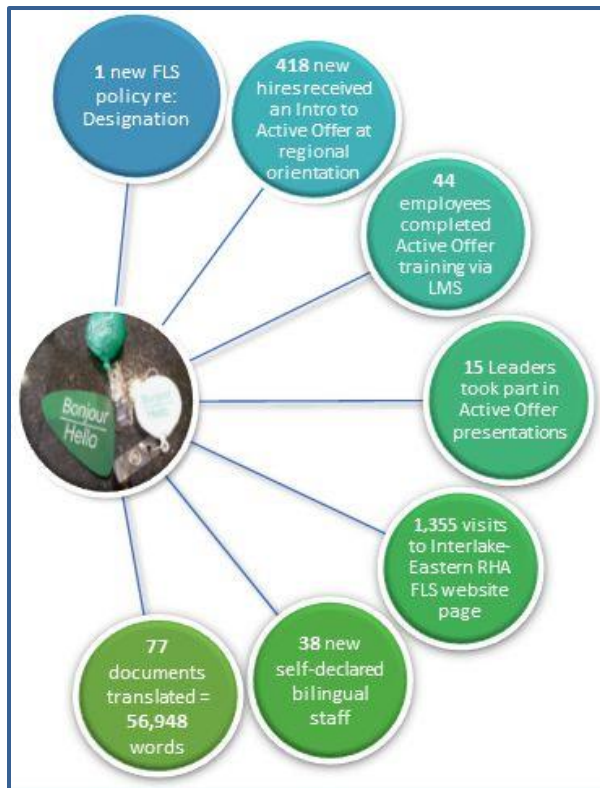 1 new FLS
policy re:
Designation
418 new
hires received
an Intro to
Active Offer at
regional
orientation
44
employees
completed
Active Offer
training via
LMS
15 Leaders
took part in
Active Offer
presentations
1,355 visits
to Interlake-
Eastern RHA
FLS website
page
38 new
self-declared
bilingual
staff
77
documents
translated =
56,948
words
Bonjour
Hello